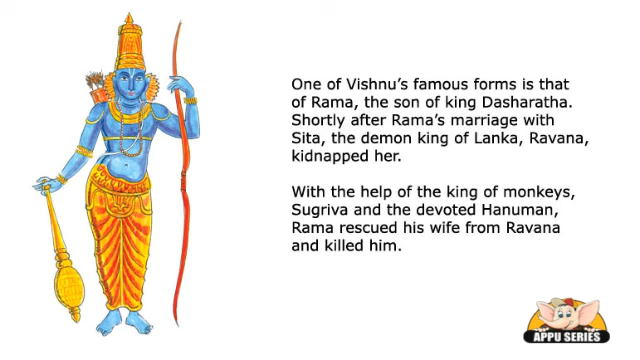 One of Vishnu's famous forms is that
of Rama, the son of king Dasharatha.
Shortly after Rama's marriage with
Sita, the demon king of Lanka, Ravana,
kidnapped her.
With the help of the king of monkeys,
Sugriva and the devoted Hanuman,
Rama rescued his wife from Ravana
and killed him.
APPU SERIES